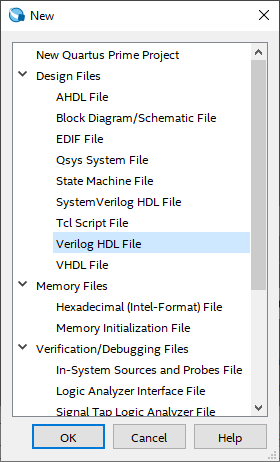 New
New Quartus Prime Project
Design Files
AHDL File
Block Diagram/Schematic File
EDIF File
Qsys System File
State Machine File
SystemVerilog HDL File
Tcl Script File
Verilog HDL File
VHDL File
Memory Files
Hexadecimal (Intel-Format) File
Memory Initialization File
Verification/Debugging Files
In-System Sources and Probes File
Logic Analyzer Interface File
Signal Tap Logic Analyzer File
OK Cancel Help